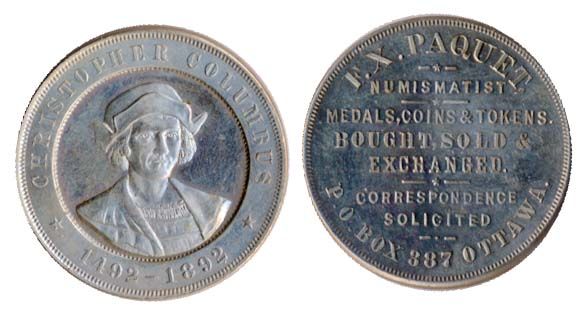 CHRISTOPHER COLUMBUS
1492-1892
F.X. PAQUET.
NUMISMATIST
MEDALS, COINS & TOKENS.
BOUGHT, SOLD &
EXCHANGED.
CORRESPONDENCE
SOLICITED
P O BOX 387 OTTAWA.